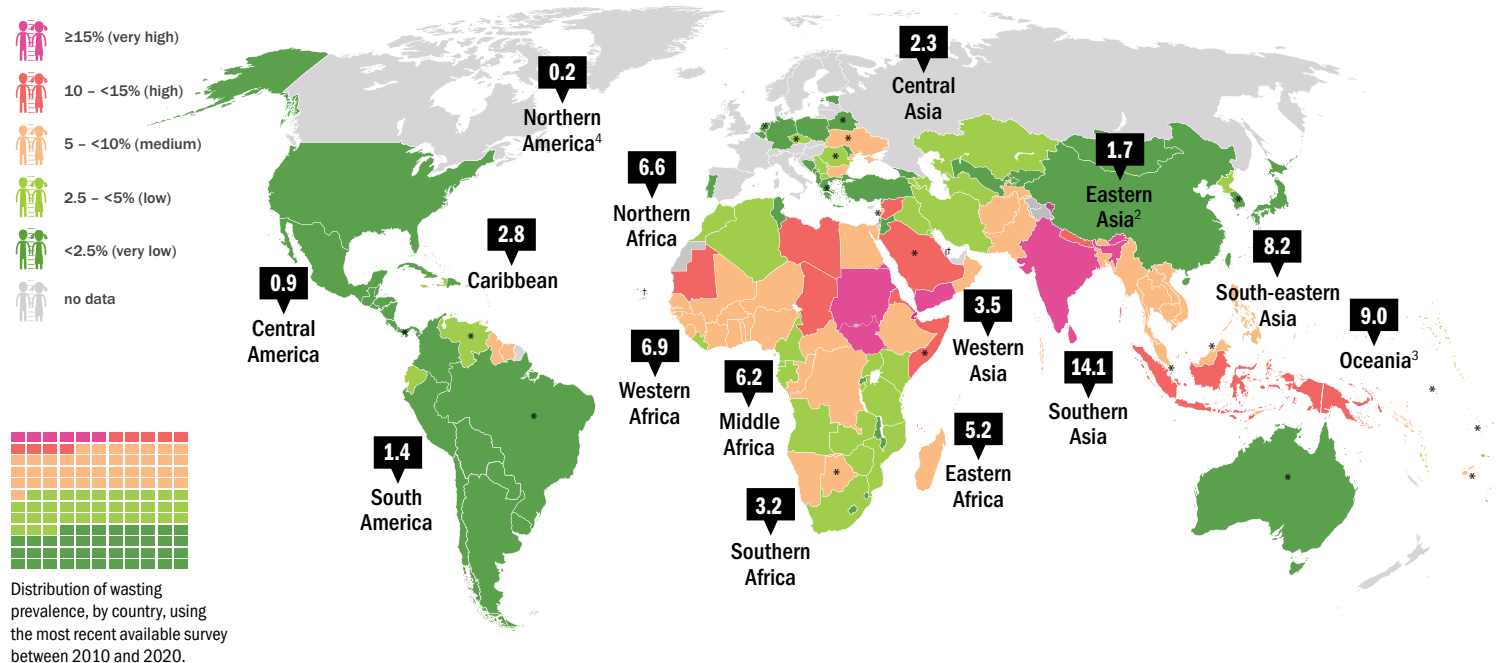 ≥15% (very high)
10 – <15% (high)
5 – <10% (medium)
2.5 – <5% (low)
<2.5% (very low)
no data
0.2
Northern
America4
2.3
Central
Asia
1.7
Eastern
Asia2
6.6
Northern
Africa
2.8
Caribbean
0.9
Central
America
8.2
South-eastern
Asia
9.0
Oceania3
3.5
Western
Asia
6.9
Western
Africa
6.2
Middle
Africa
14.1
Southern
Asia
5.2
Eastern
Africa
1.4
South
America
3.2
Southern
Africa
Distribution of wasting
prevalence, by country, using
the most recent available survey
between 2010 and 2020.